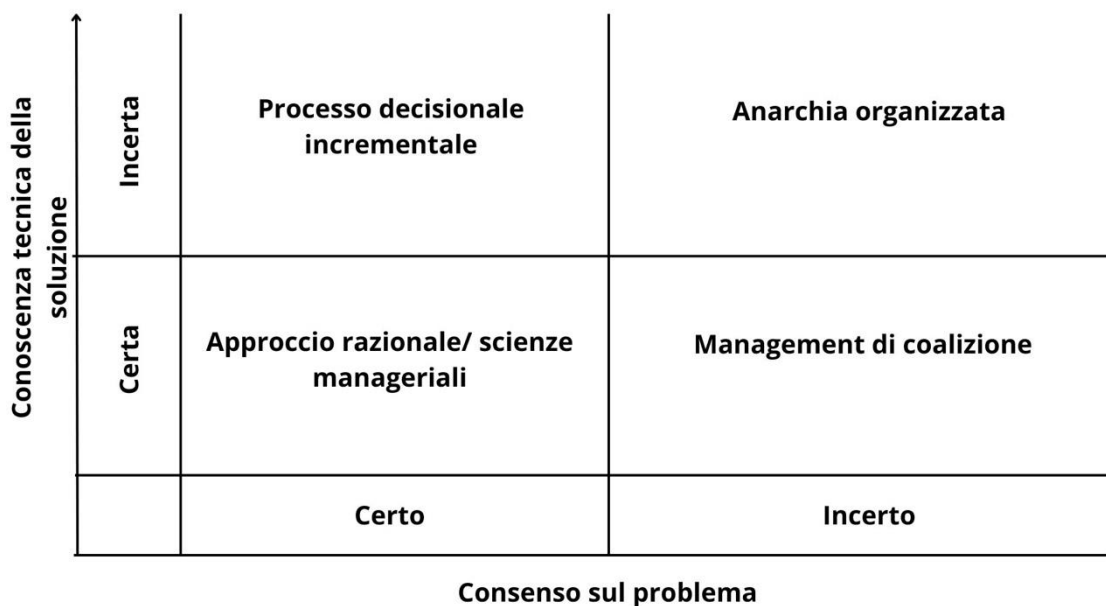 Conoscenza tecnica della
soluzione
Incerta
Processo decisionale
incrementale
Anarchia organizzata
Certa
Approccio razionale/ scienze
manageriali
Management di coalizione
Certo
Incerto
Consenso sul problema